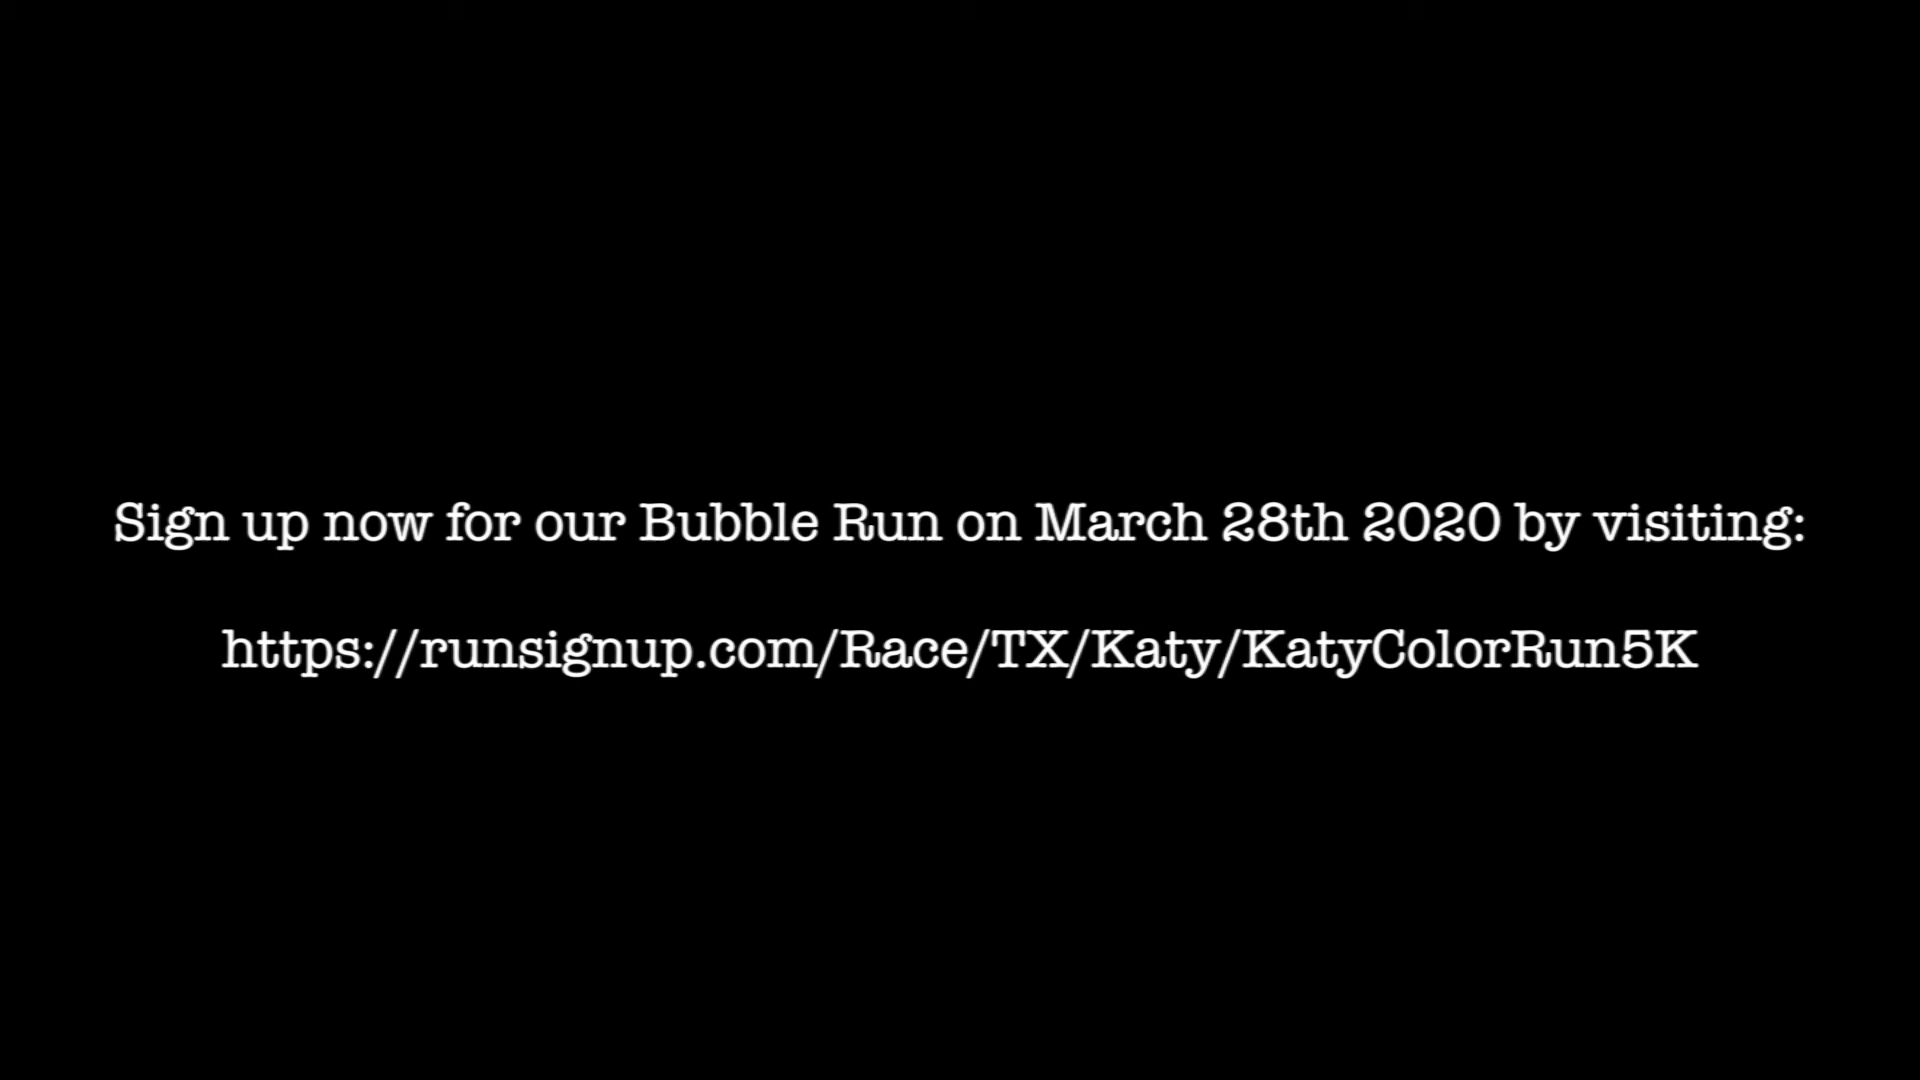 Sign up now for our Bubble Run on March 28th 2020 by visiting:
https://runsignup.com/Race/TX/Katy/KatyColorRun5K